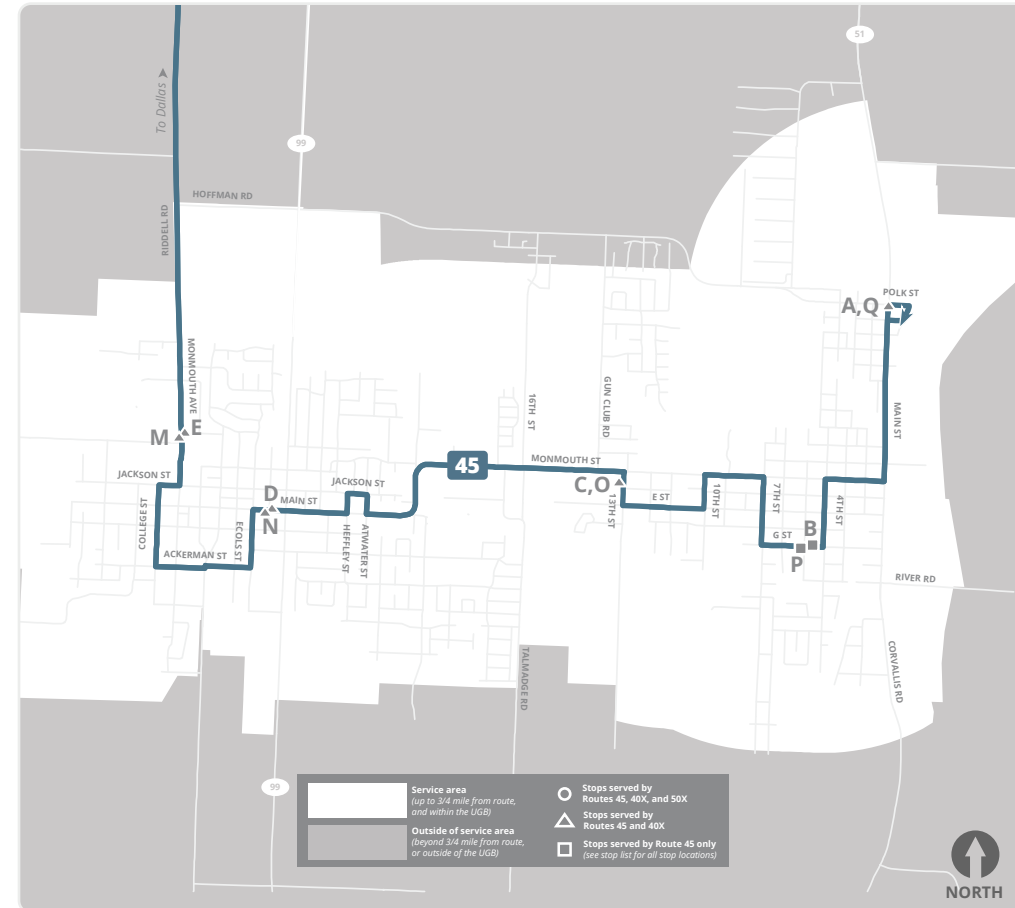 51
To Dallas
99
HOFFMAN RD
RIDDELL RD
POLK ST
A,Q
MONMOUTH AVE
16TH ST
GUN CLUB RD
MAIN ST
M
E
MONMOUTH ST
45
JACKSON ST
JACKSON ST
C,O
D
MAIN ST
N
E ST
13TH ST
10TH ST
7TH ST
4TH ST
COLLEGE ST
ECOLS ST
HEFFLEY ST
ATWATER ST
ACKERMAN ST
G ST
B
P
RIVER RD
TALMADGE RD
CORVALLIS RD
99
Service area
(up to 3/4 mile from route,
and within the UGB)
Outside of service area
(beyond 3/4 mile from route,
or outside of the UGB)
Stops served by
Routes 45, 40X, and 50X
Stops served by
Routes 45 and 40X
Stops served by Route 45 only
(see stop list for all stop locations)
NORTH